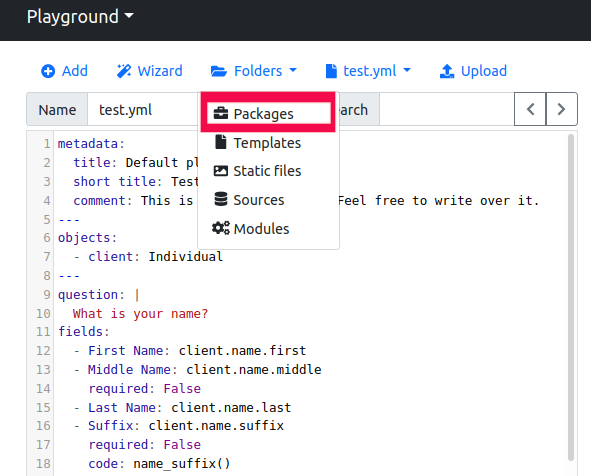 Playground
Add Wizard Folders test.yml Upload
Name test.yml arch
Packages
Templates
Static files
Sources
Modules
1 metadata:
2 title: Default pl
3 short title: Test
4 comment: This is Feel free to write over it.
5 ---
6 objects:
7 - client: Individual
8 ---
9 question: |
10 What is your name?
11 fields:
12 - First Name: client.name.first
13 - Middle Name: client.name.middle
14 required: False
15 - Last Name: client.name.last
16 - Suffix: client.name.suffix
17 required: False
18 code: name_suffix()